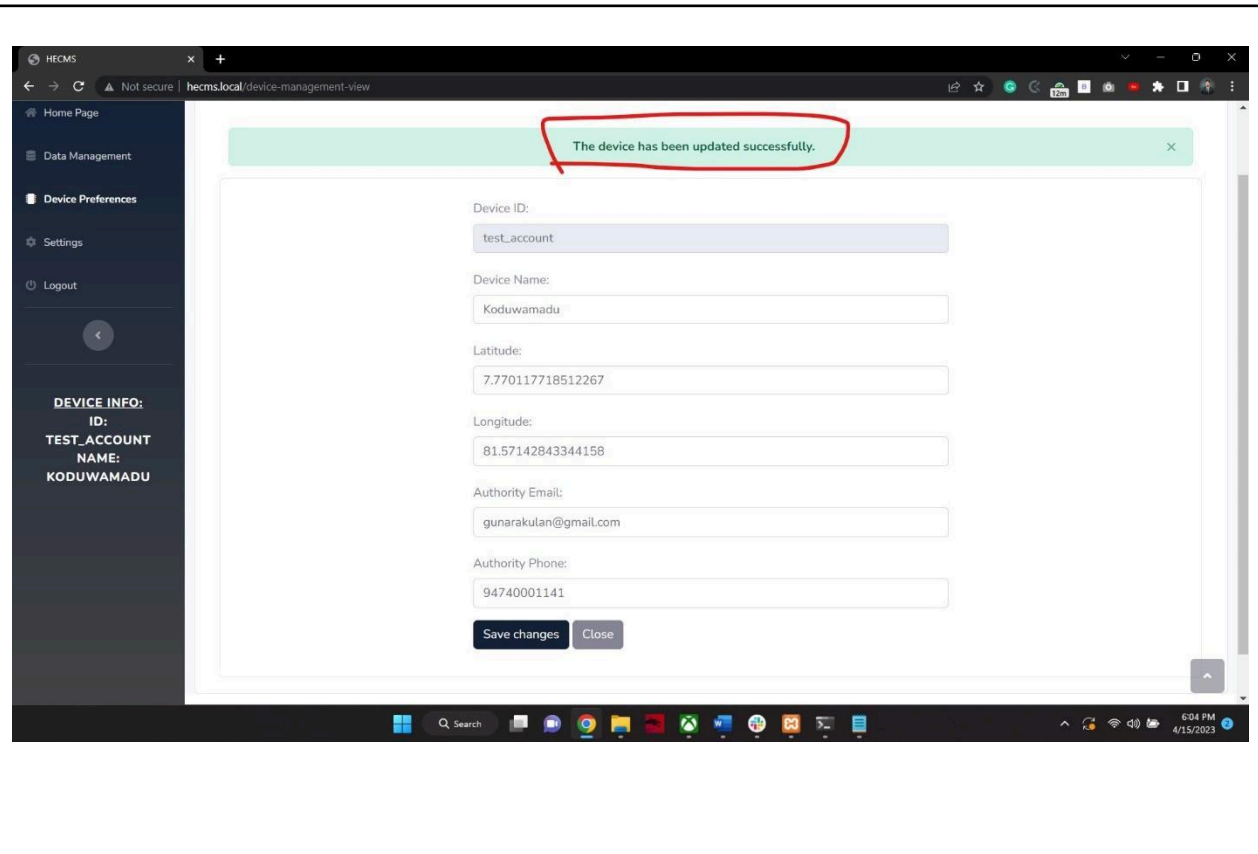 HECMS
Not secure | hecms.local/device-management-view
12m
Home Page
The device has been updated successfully.
Data Management
Device Preferences
Device ID:
test_account
Settings
Device Name:
Logout
Koduwamadu
Latitude:
7.770117718512267
DEVICE INFO:
ID:
TEST_ACCOUNT
NAME:
KODUWAMADU
Longitude:
81.57142843344158
Authority Email:
gunarakulan@gmail.com
Authority Phone:
94740001141
Save changes Close
Search
6:04 PM
4/15/2023
2